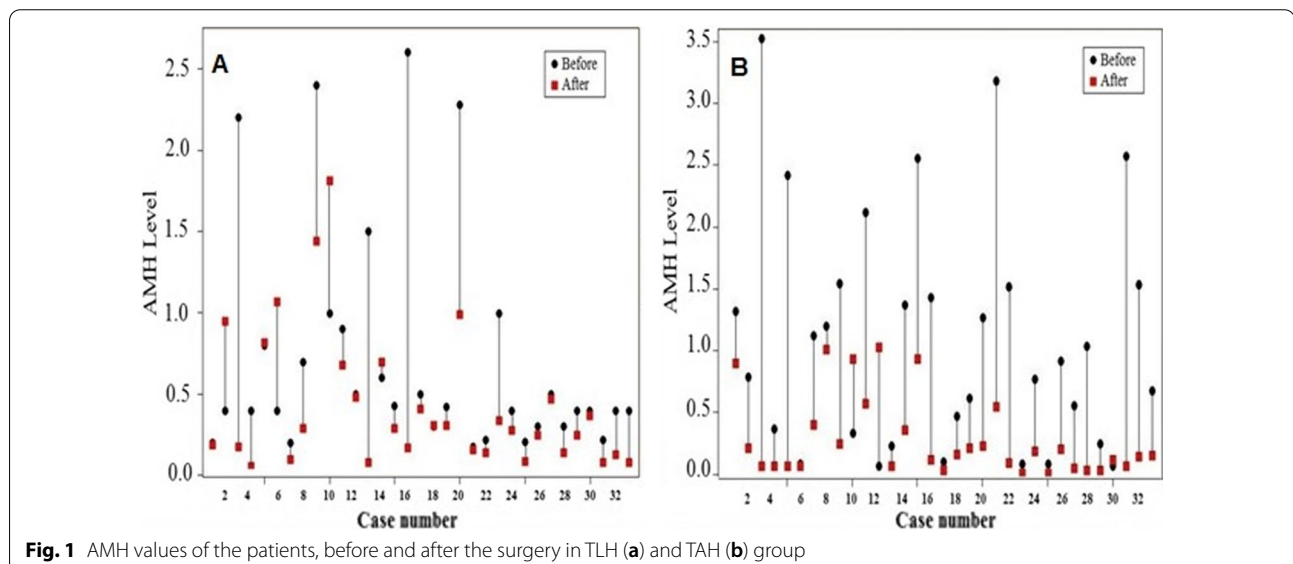 A
Before
After
2.5
2.0
1.5
1.0
0.5
0.0
AMH Level
2 4 6 8 10 12 14 16 18 20 22 24 26 28 30 32
Case number
B
Before
After
3.5
3.0
2.5
2.0
1.5
1.0
0.5
0.0
AMH Level
2 4 6 8 10 12 14 16 18 20 22 24 26 28 30 32
Case number
Fig. 1 AMH values of the patients, before and after the surgery in TLH (a) and TAH (b) group